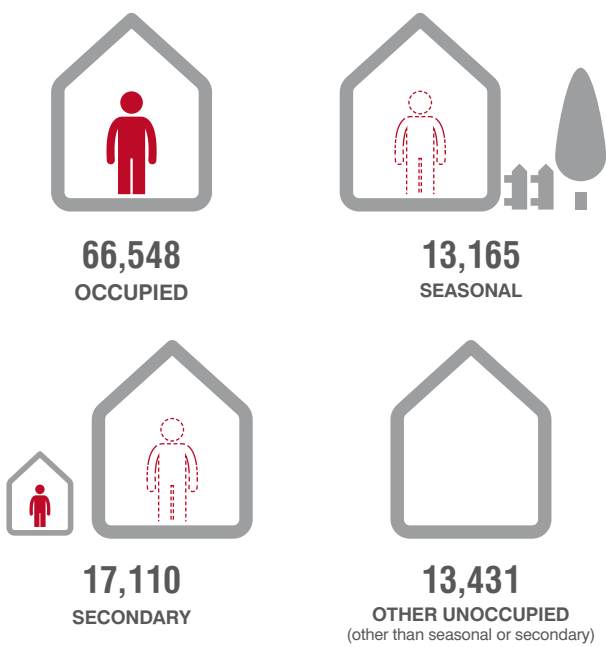 66,548
OCCUPIED
13,165
SEASONAL
17,110
SECONDARY
13,431
OTHER UNOCCUPIED
(other than seasonal or secondary)